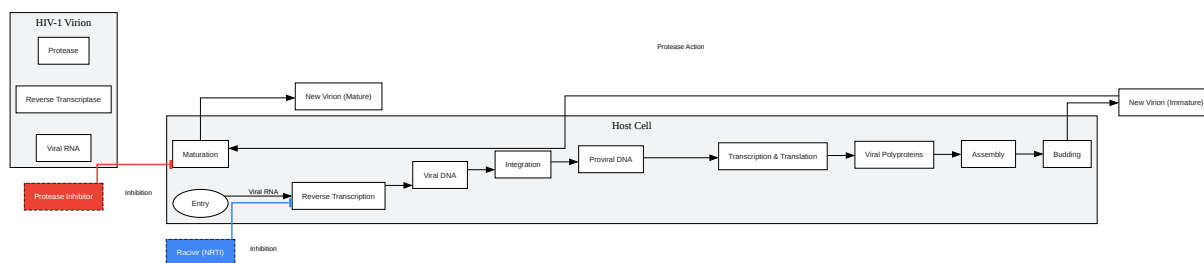 HIV-1 Virion
Protease
Reverse Transcriptase
Viral RNA
Protease Inhibitor
Inhibition
Protease Action
New Virion (Mature)
New Virion (Immature)
Host Cell
Maturation
Entry
Viral RNA
Reverse Transcription
Viral DNA
Integration
Proviral DNA
Transcription & Translation
Viral Polyproteins
Assembly
Budding
Racivir (NRTI)
Inhibition